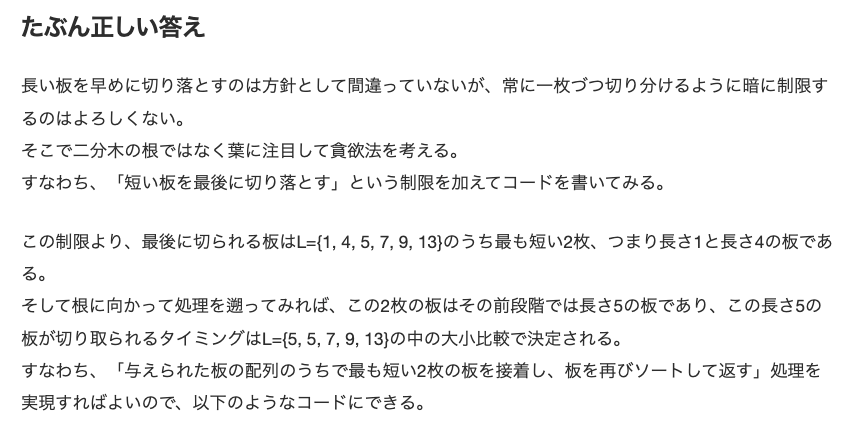 たぶん正しい答え
長い板を早めに切り落とすのは方針として間違っていないが、常に一枚づつ切り分けるように暗に制限す
るのはよろしくない。
そこで二分木の根ではなく葉に注目して貪欲法を考える。
すなわち、「短い板を最後に切り落とす」という制限を加えてコードを書いてみる。
この制限より、最後に切られる板はL={1, 4, 5, 7, 9, 13}のうち最も短い2枚、つまり長さ1と長さ4の板であ
る。
そして根に向かって処理を遡ってみれば、この2枚の板はその前段階では長さ5の板であり、この長さ5の
板が切り取られるタイミングはL={5, 5, 7, 9, 13}の中の大小比較で決定される。
すなわち、「与えられた板の配列のうちで最も短い2枚の板を接着し、板を再びソートして返す」処理を
実現すればよいので、以下のようなコードにできる。